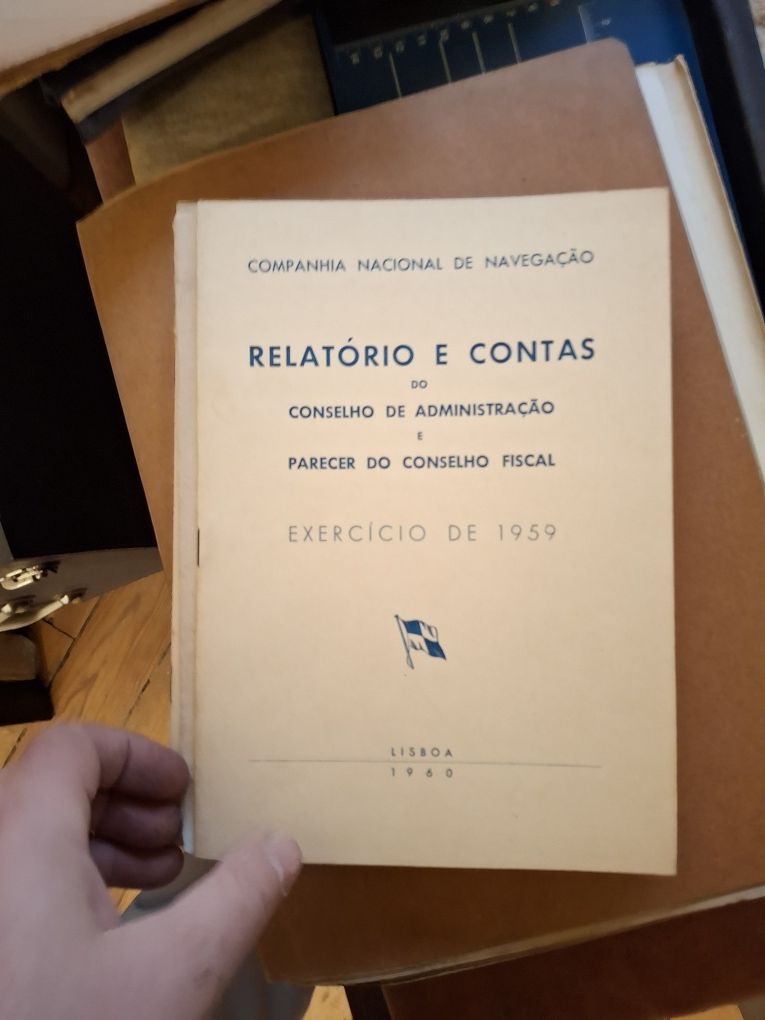 COMPANHIA NACIONAL DE NAVEGAÇÃO
RELATÓRIO E CONTAS
DO
CONSELHO DE ADMINISTRAÇÃO
E
PARECER DO CONSELHO FISCAL
EXERCÍCIO DE 1959
LISBOA
1960